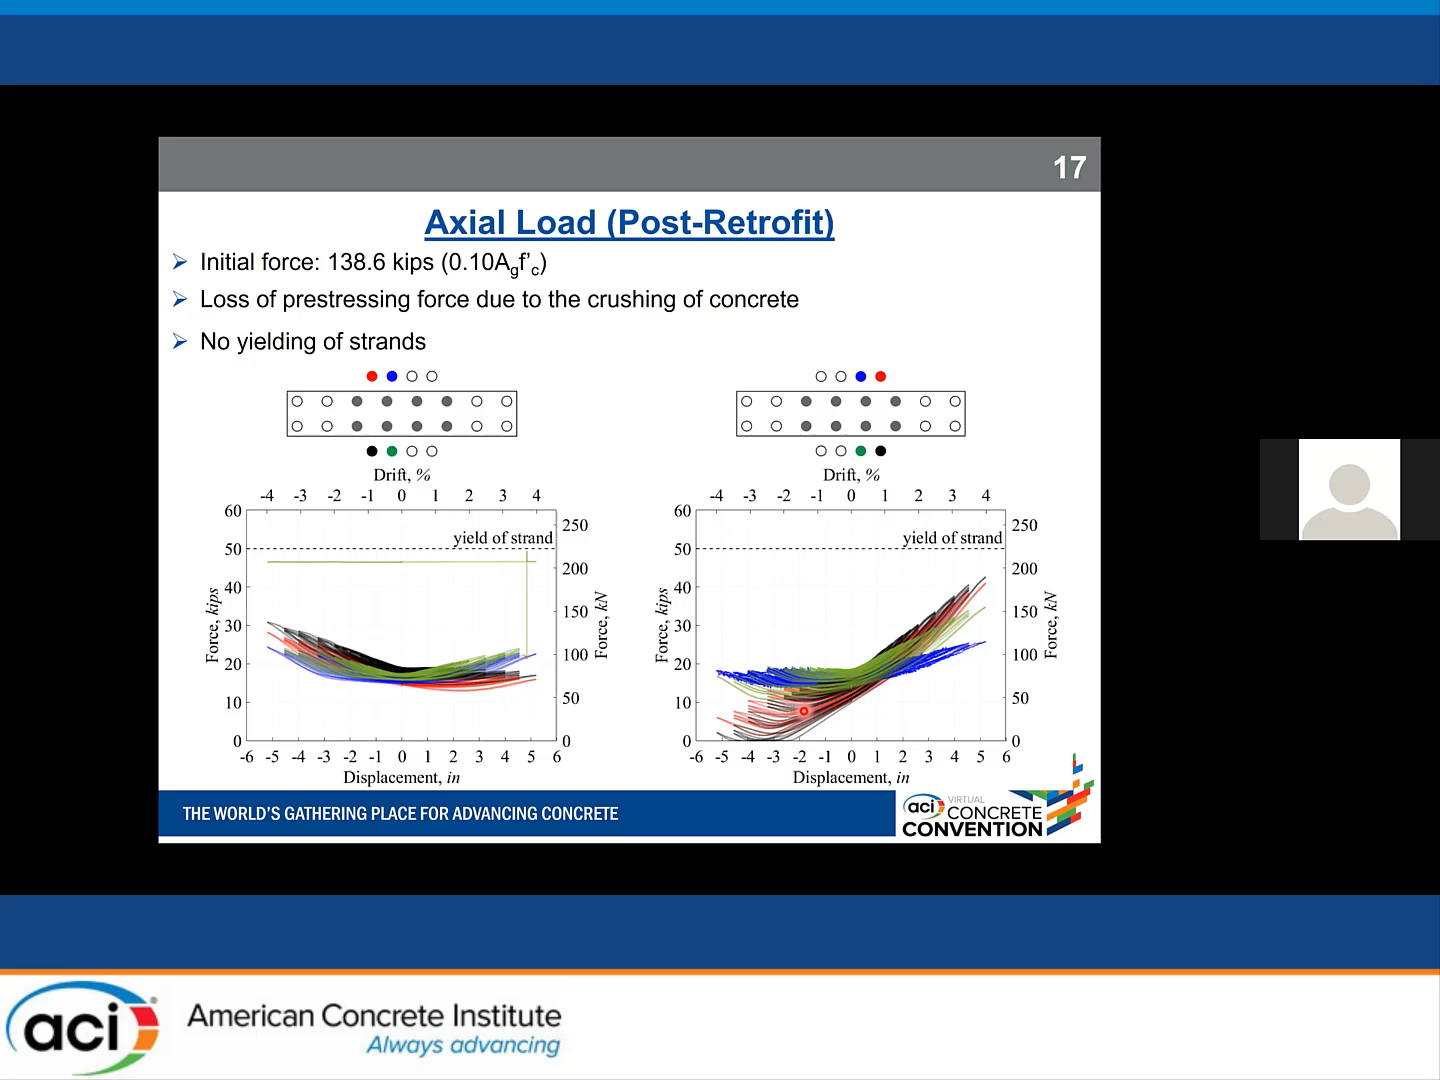 17
Axial Load (Post-Retrofit)
Initial force: 138.6 kips (0.10Agf'c)
Loss of prestressing force due to the crushing of concrete
No yielding of strands
Drift, %
-4 -3 -2 -1 0 1 2 3 4
60
50
40
30
20
10
0
Force, kips
yield of strand
250
200
150
100
50
0
Force, kN
-6 -5 -4 -3 -2 -1 0 1 2 3 4 5 6
Displacement, in
Drift, %
-4 -3 -2 -1 0 1 2 3 4
60
50
40
30
20
10
0
Force, kips
yield of strand
250
200
150
100
50
0
Force, kN
-6 -5 -4 -3 -2 -1 0 1 2 3 4 5 6
Displacement, in
THE WORLD'S GATHERING PLACE FOR ADVANCING CONCRETE
aci VIRTUAL
CONCRETE
CONVENTION
aci
American Concrete Institute
Always advancing